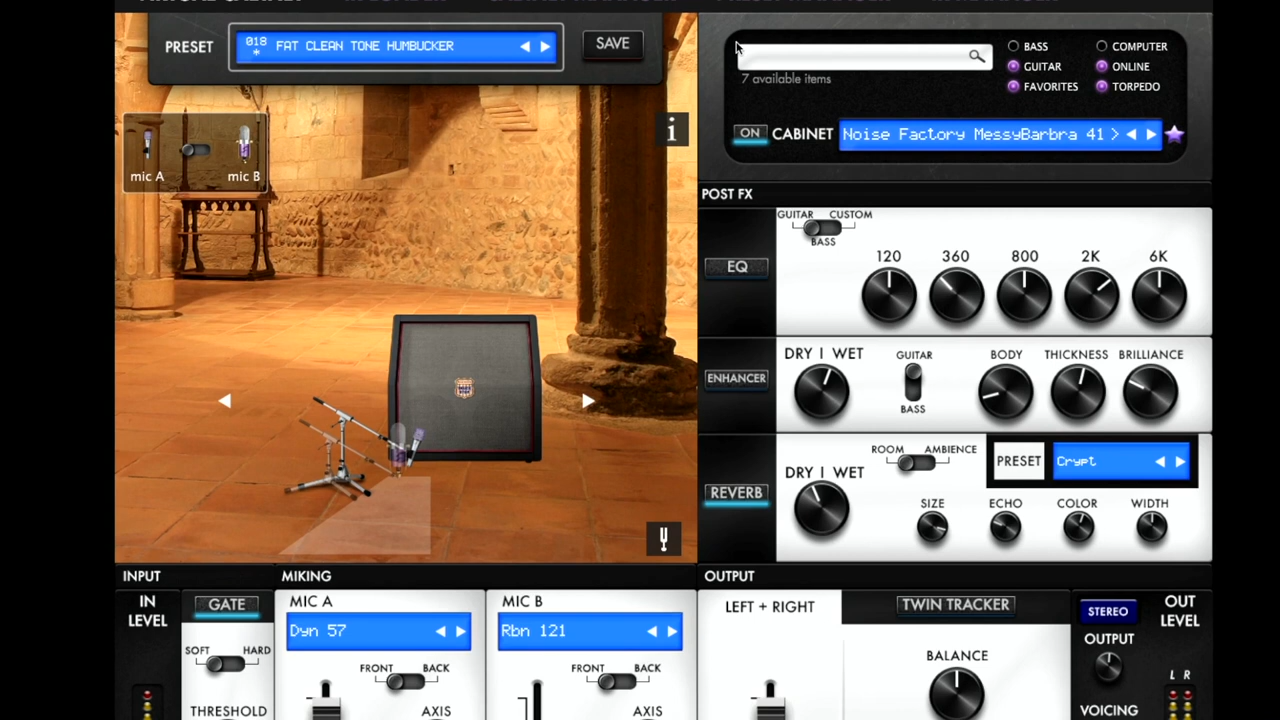 PRESET
018 FAT CLEAN TONE HUMBUCKER
*
SAVE
mic A
mic B
i
7 available items
BASS
COMPUTER
GUITAR
ONLINE
FAVORITES
TORPEDO
ON CABINET Noise Factory MessyBarbra 41 >
POST FX
GUITAR CUSTOM
BASS
EQ
120 360 800 2K 6K
ENHANCER
DRY | WET
GUITAR
BASS
BODY THICKNESS BRILLIANCE
REVERB
DRY | WET
ROOM AMBIENCE
PRESET Crypt
SIZE ECHO COLOR WIDTH
INPUT
MIKING
OUTPUT
IN LEVEL
GATE
SOFT HARD
THRESHOLD
MIC A
Dyn 57
FRONT BACK
AXIS
MIC B
Rbn 121
FRONT BACK
AXIS
LEFT + RIGHT
TWIN TRACKER
BALANCE
STEREO
OUTPUT
VOICING
OUT LEVEL
L R